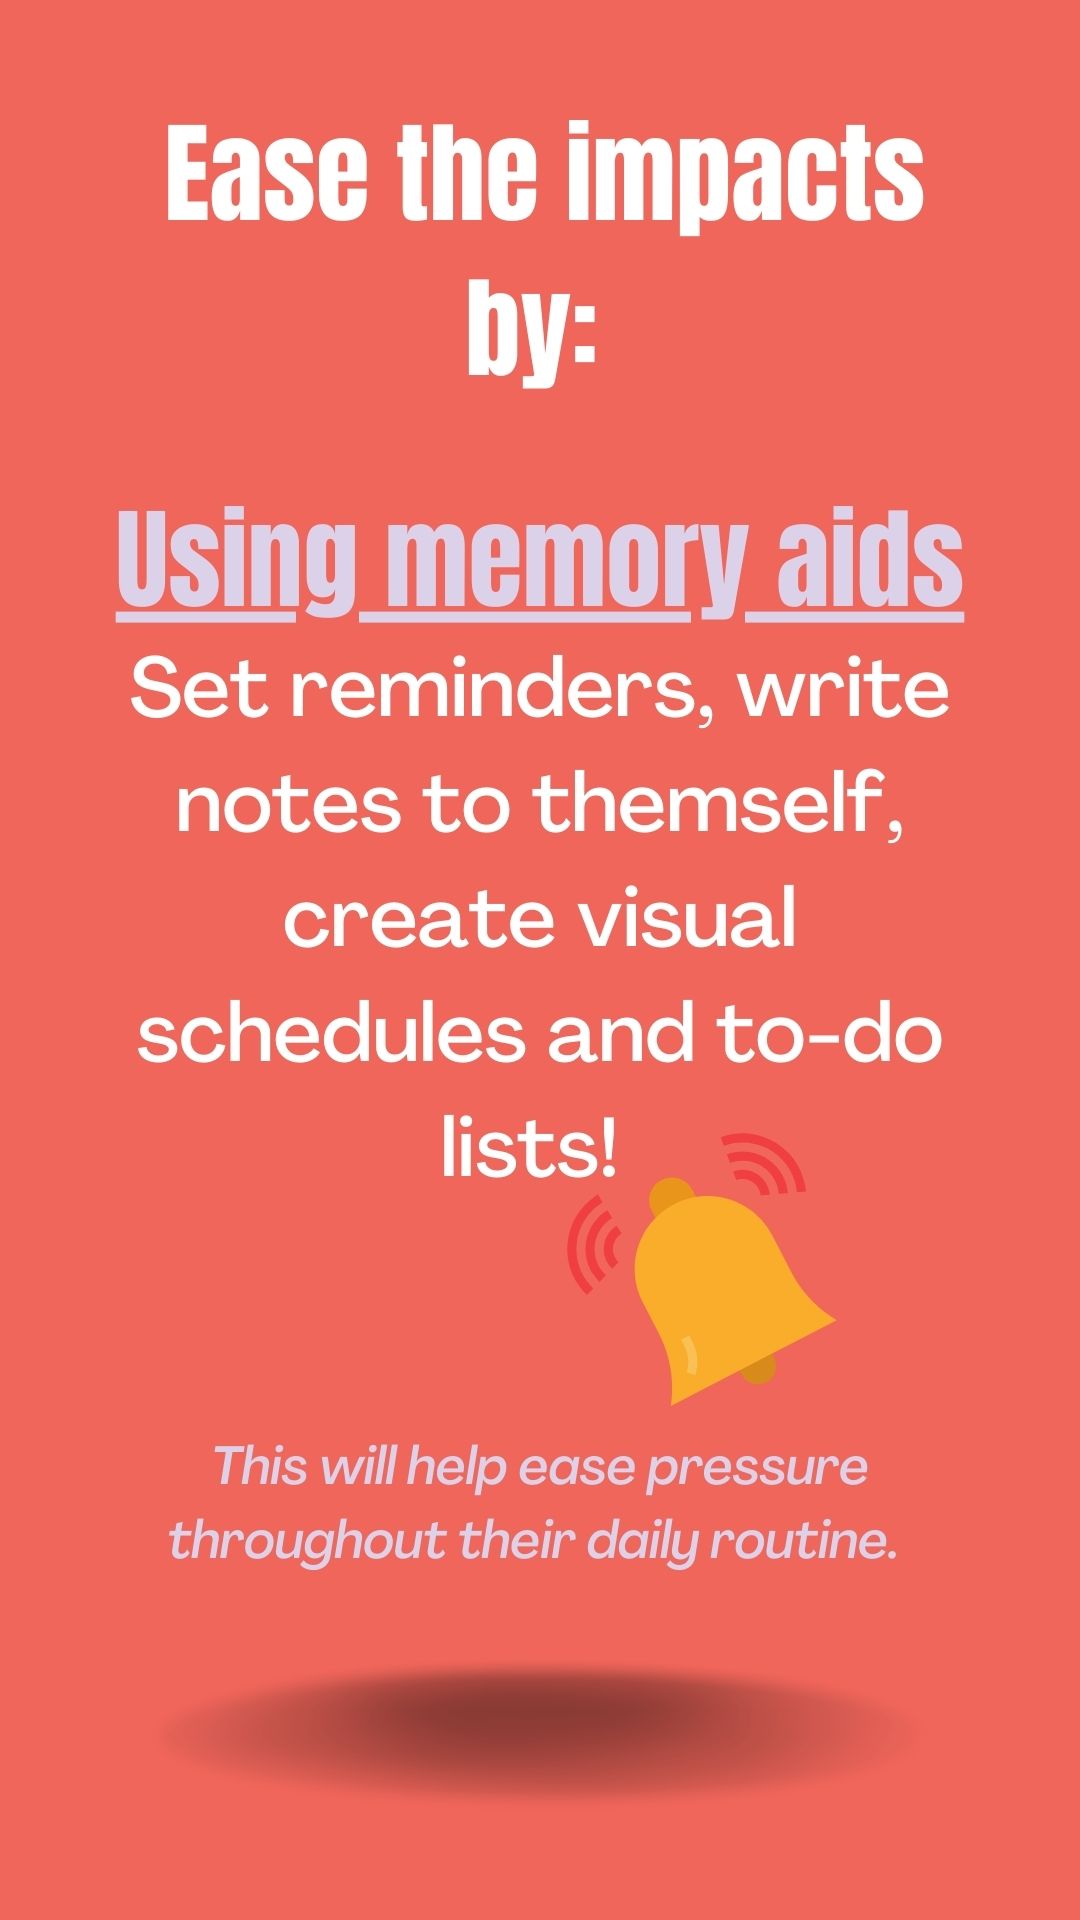 Ease the impacts
by:
Using memory aids
Set reminders, write
notes to themself,
create visual
schedules and to-do
lists!
This will help ease pressure
throughout their daily routine.